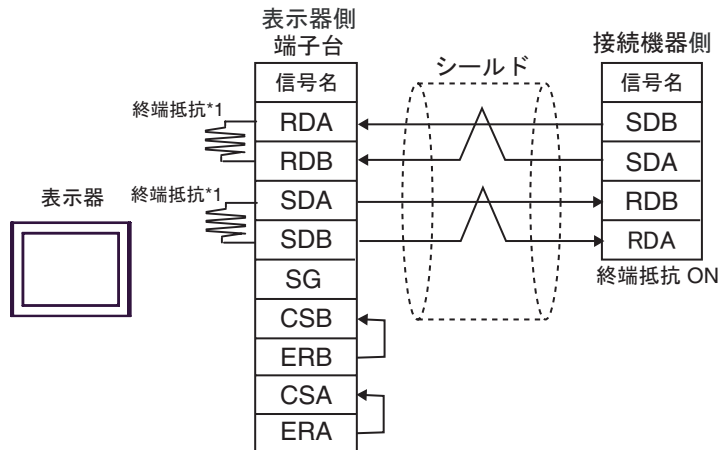 表示器側
端子台
接続機器側
シールド
信号名
信号名
終端抵抗*1
RDA
SDB
RDB
SDA
表示器
終端抵抗*1
SDA
RDB
SDB
RDA
SG
終端抵抗 ON
CSB
ERB
CSA
ERA